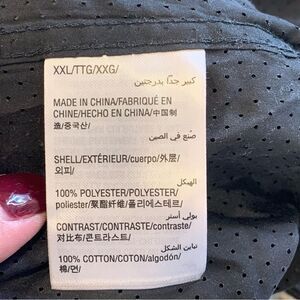 XXL/TTG/XXG/
كبير جدًا بدرجتين
MADE IN CHINA/FABRIQUÉ EN
CHINE/HECHO EN CHINA/中国制
造/중국산/
صنع في الصين
SHELL/EXTÉRIEUR/cuerpo/外层/
외피/
الهيكل
100% POLYESTER/POLYESTER/
poliester/聚酯纤维/폴리에스테르/
بولي أستر
CONTRAST/CONTRASTE/contraste/
对比布/콘트라스트/
تباين الشكل
100% COTTON/COTON/algodón/
棉/면/